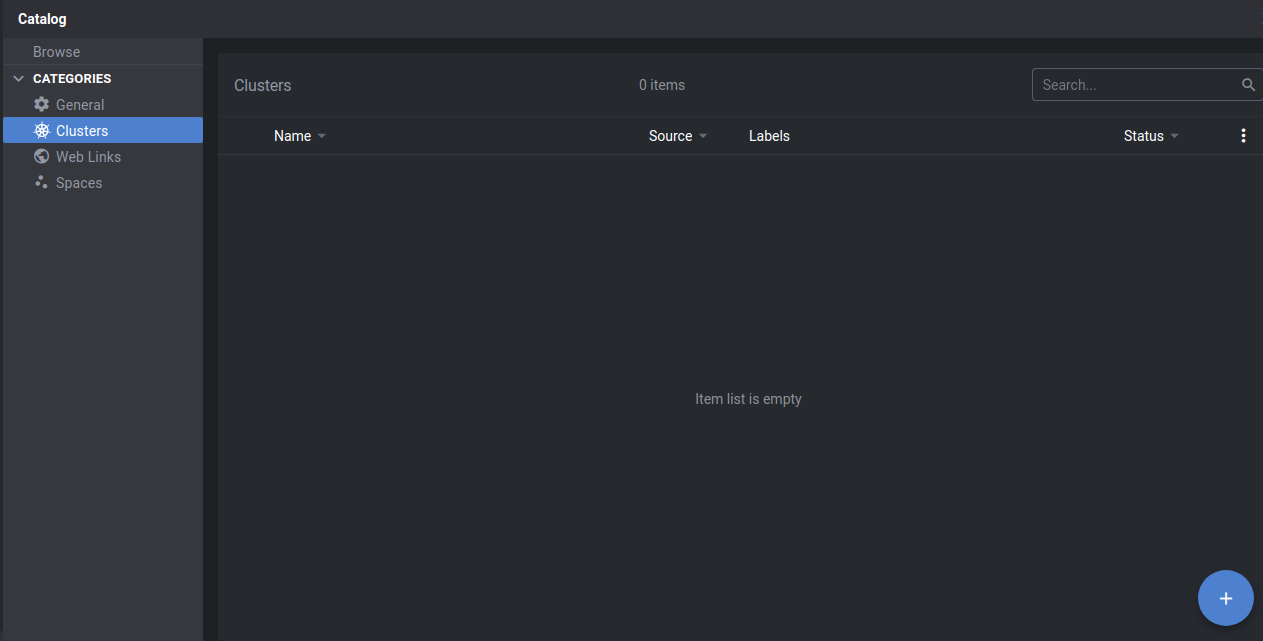 Catalog
Browse
CATEGORIES
General
Clusters
Web Links
Spaces
Clusters 0 items Search...
Name Source Labels Status
Item list is empty
+